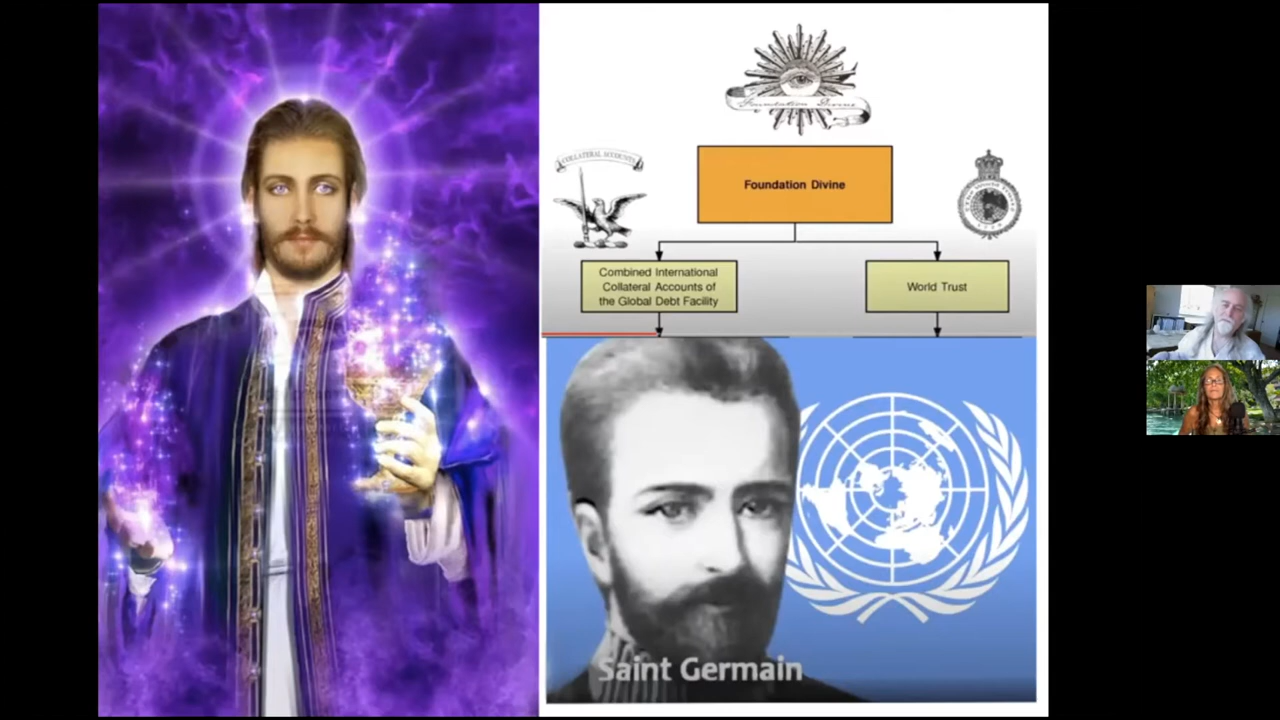 Foundation Divine
COLLATERAL ACCOUNTS
Foundation Divine
Combined International
Collateral Accounts of
the Global Debt Facility
World Trust
Saint Germain